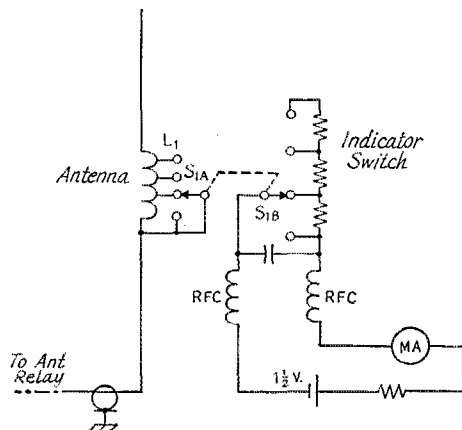 L1
S1A
Antenna
Indicator
Switch
S1B
RFC
RFC
MA
To Ant
Relay
1½ V.